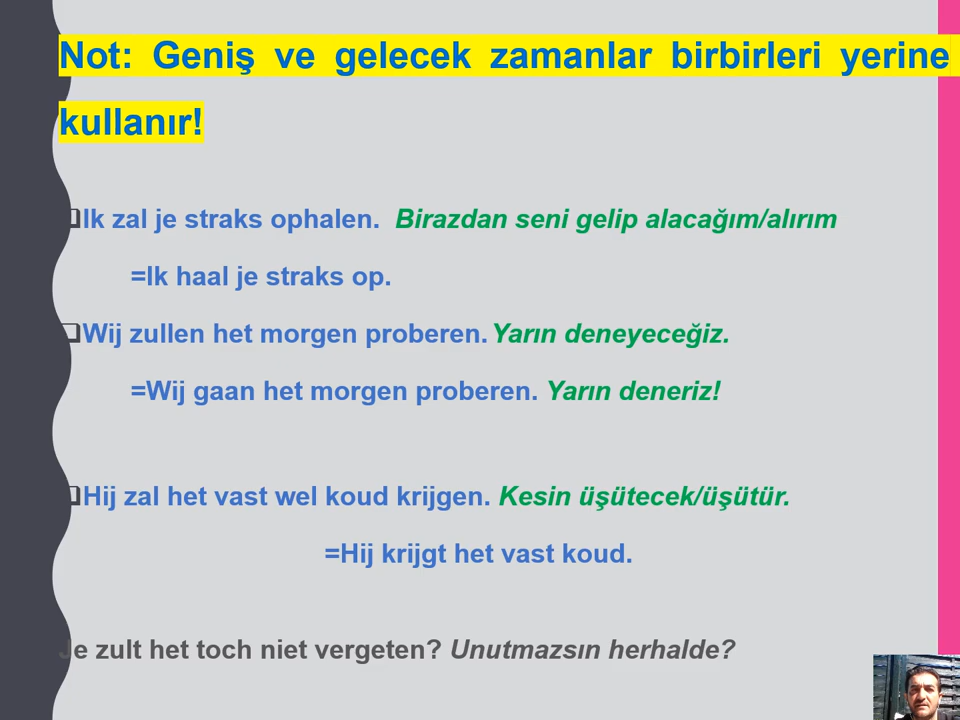 Not: Geniş ve gelecek zamanlar birbirleri yerine
kullanır!
Ik zal je straks ophalen. Birazdan seni gelip alacağım/alırım
=Ik haal je straks op.
Wij zullen het morgen proberen. Yarın deneyeceğiz.
=Wij gaan het morgen proberen. Yarın deneriz!
Hij zal het vast wel koud krijgen. Kesin üşütecek/üşütür.
=Hij krijgt het vast koud.
Je zult het toch niet vergeten? Unutmazsın herhalde?